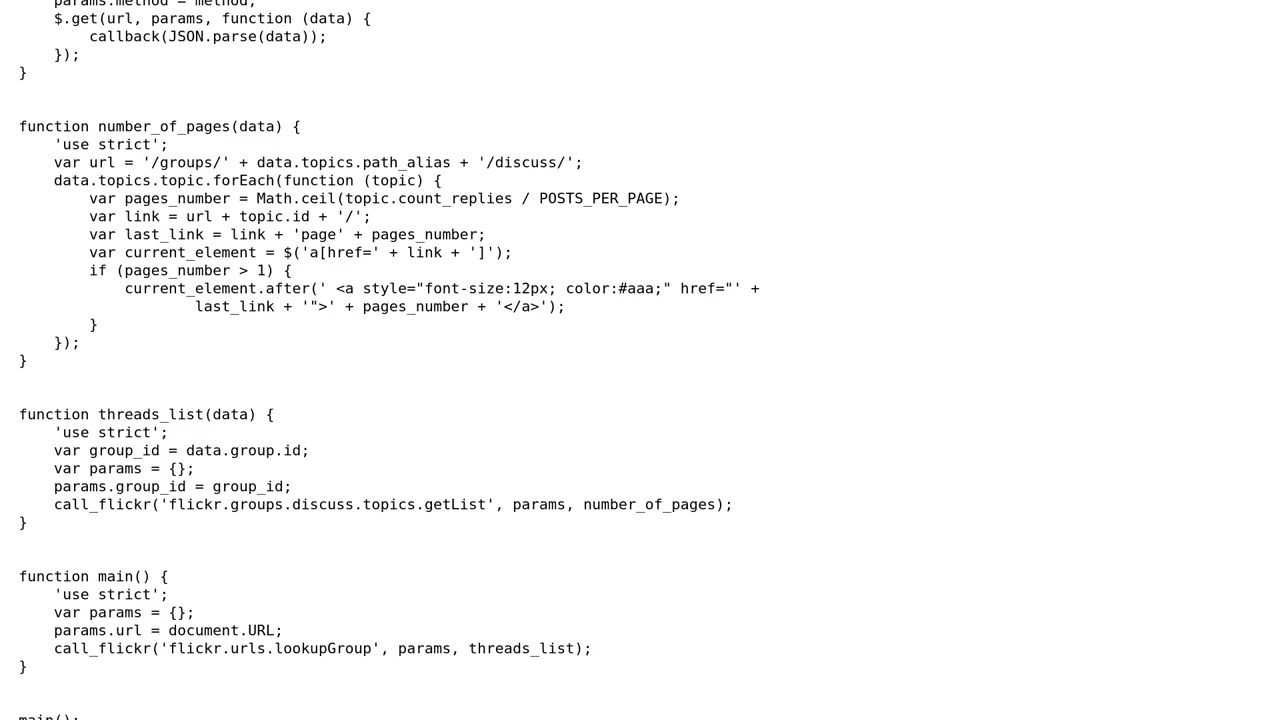 params.method = method;
    $.get(url, params, function (data) {
        callback(JSON.parse(data));
    });
}

function number_of_pages(data) {
    'use strict';
    var url = '/groups/' + data.topics.path_alias + '/discuss/';
    data.topics.topic.forEach(function (topic) {
        var pages_number = Math.ceil(topic.count_replies / POSTS_PER_PAGE);
        var link = url + topic.id + '/';
        var last_link = link + 'page' + pages_number;
        var current_element = $('a[href=' + link + ']');
        if (pages_number > 1) {
            current_element.after(' <a style="font-size:12px; color:#aaa;" href="' +
                    last_link + '">' + pages_number + '</a>');
        }
    });
}

function threads_list(data) {
    'use strict';
    var group_id = data.group.id;
    var params = {};
    params.group_id = group_id;
    call_flickr('flickr.groups.discuss.topics.getList', params, number_of_pages);
}

function main() {
    'use strict';
    var params = {};
    params.url = document.URL;
    call_flickr('flickr.urls.lookupGroup', params, threads_list);
}

main();